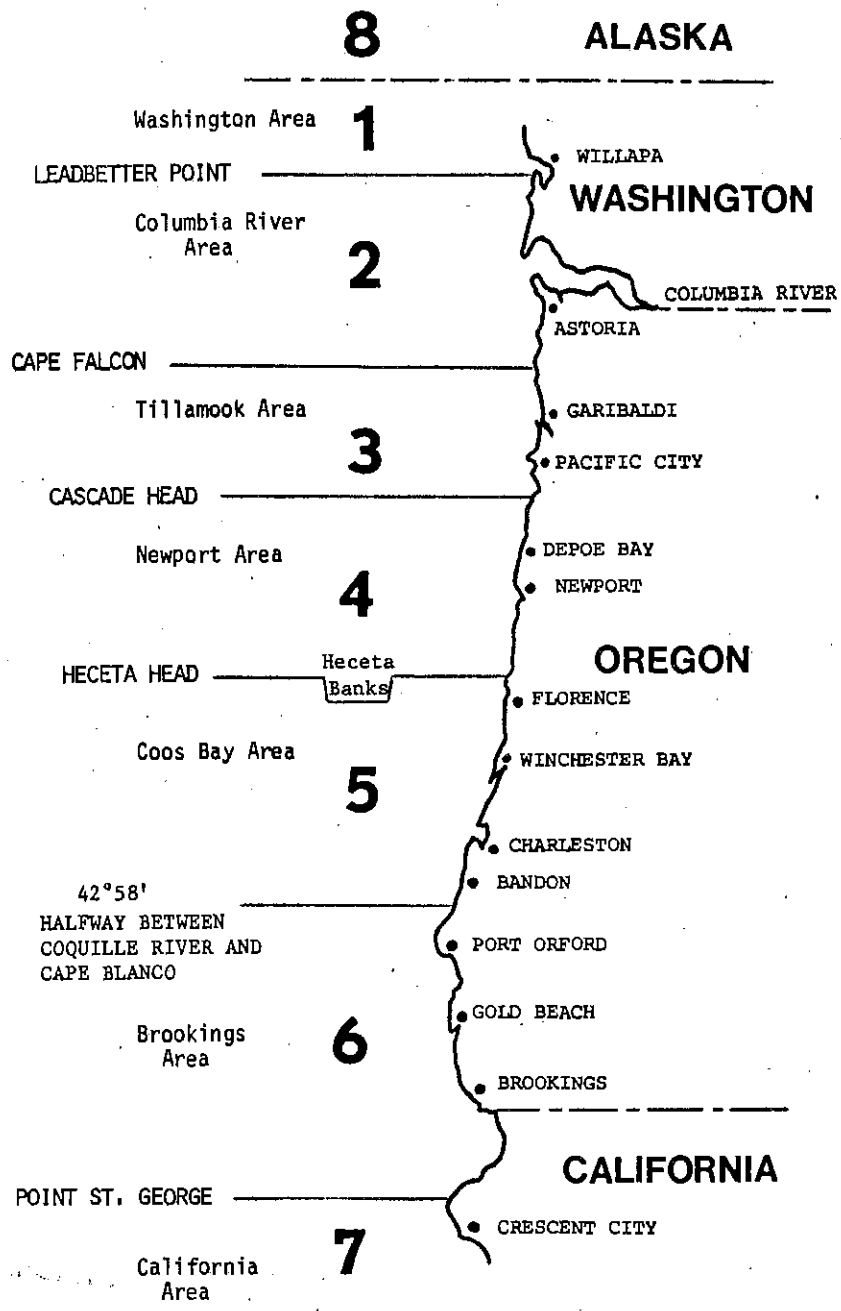 8 ALASKA
Washington Area 1
WILLAPA
LEADBETTER POINT
WASHINGTON
Columbia River
Area
2
COLUMBIA RIVER
ASTORIA
CAPE FALCON
Tillamook Area
GARIBALDI
3
PACIFIC CITY
CASCADE HEAD
Newport Area
DEPOE BAY
4
NEWPORT
HECETA HEAD
Heceta
Banks
OREGON
FLORENCE
Coos Bay Area
WINCHESTER BAY
5
CHARLESTON
BANDON
42°58'
HALFWAY BETWEEN
COQUILLE RIVER AND
CAPE BLANCO
PORT ORFORD
GOLD BEACH
Brookings
Area
6
BROOKINGS
CALIFORNIA
POINT ST. GEORGE
CRESCENT CITY
7
California
Area